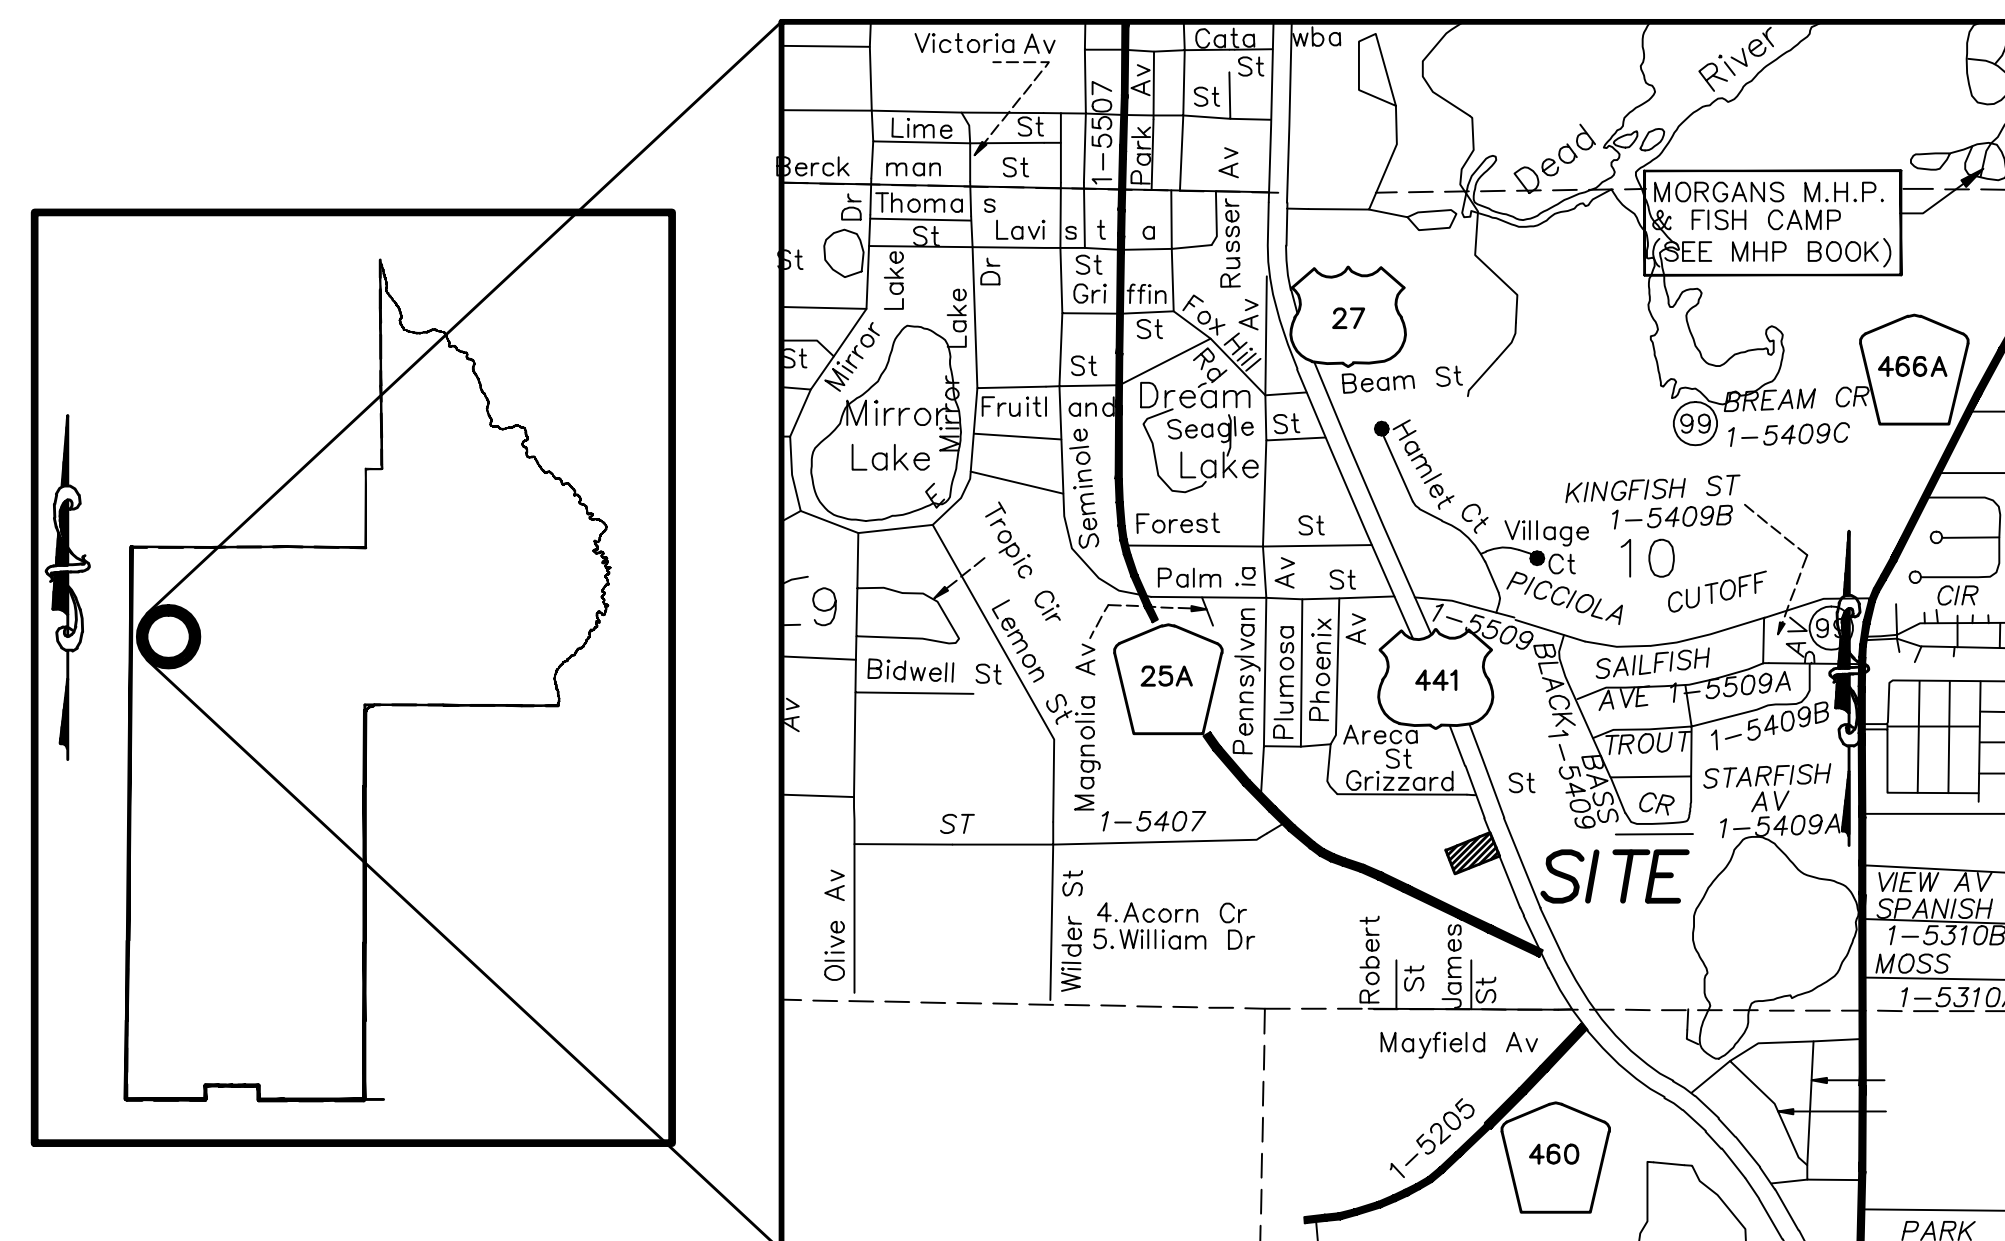 Victoria Av
Cata wba
St
River
1-5507
Park Av
St
Av
Lime St
Dead
Berck man St
MORGANS M.H.P.
& FISH CAMP
(SEE MHP BOOK)
Dr
Thoma s
St
Lavi s t a
Russer Av
St
Lake
Dr
St
Gri ffin
St
Fox Hill
Rd
27
466A
Mirror
Lake
St
St
Beam St
Mirror
Mirror
Lake
Fruitl and
Dream
Seagle St
Lake
BREAM CR
99
1-5409C
Hamlet Ct
Seminole
E
KINGFISH ST
1-5409B
Tropic Cir
Forest St
Village
Ct
10
Palm
ia
Av
St
PICCIOLA CUTOFF
CIR
9
Lemon St
Pennsylvan
Plumosa
Phoenix
Av
1-5509
99
AV
Bidwell St
Magnolia Av
25A
441
BLACK
BASS
1-5409
SAILFISH
AVE 1-5509A
1-5409B
Av
Areca
St
Grizzard St
TROUT
CR
STARFISH
AV
1-5409A
ST 1-5407
SITE
Olive Av
Wilder St
4.Acorn Cr
5.William Dr
VIEW AV
SPANISH
1-5310B
MOSS
1-5310A
Robert
St
James
St
Mayfield Av
1-5205
460
PARK